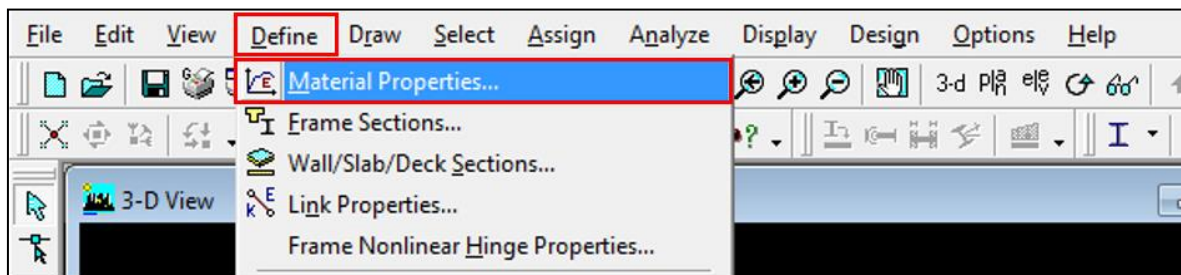 File Edit View Define Draw Select Assign Analyze Display Design Options Help
Material Properties... 3-d
Frame Sections...
Wall/Slab/Deck Sections...
3-D View
Link Properties...
Frame Nonlinear Hinge Properties...